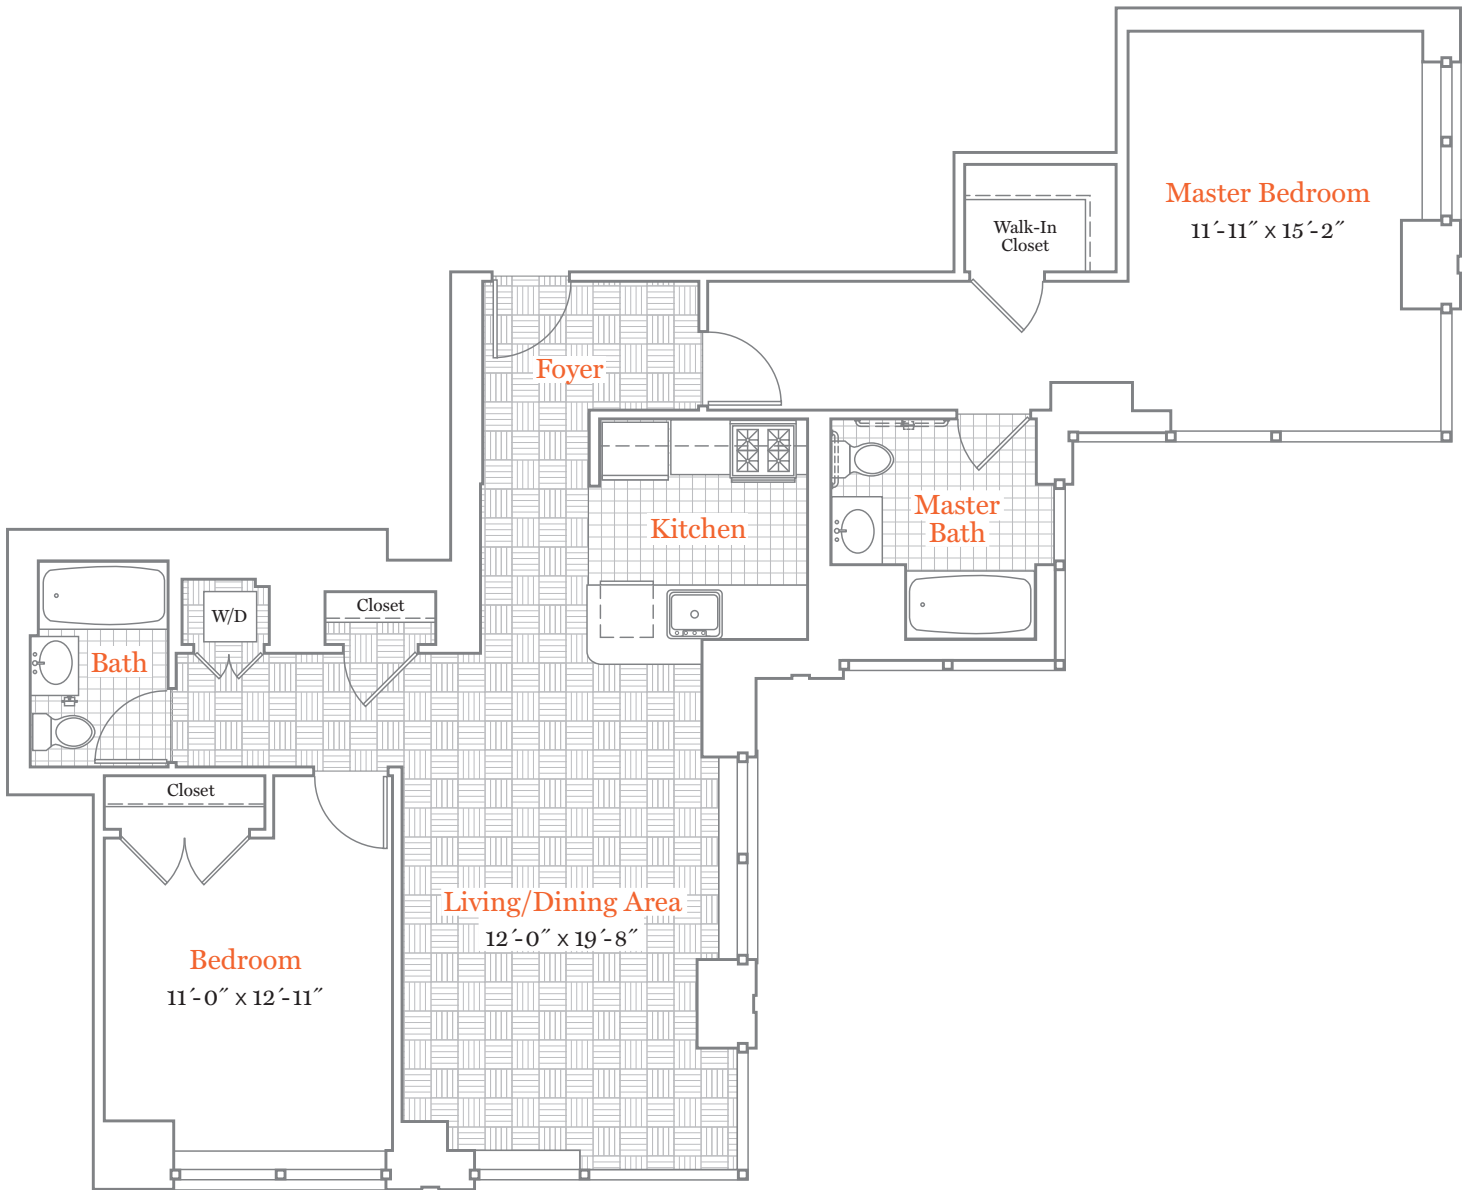 Master Bedroom
11´-11˝ x 15´-2˝
Walk-In
Closet
Foyer
Kitchen
Master
Bath
Closet
W/D
Bath
Closet
Living/Dining Area
12´-0˝ x 19´-8˝
Bedroom
11´-0˝ x 12´-11˝